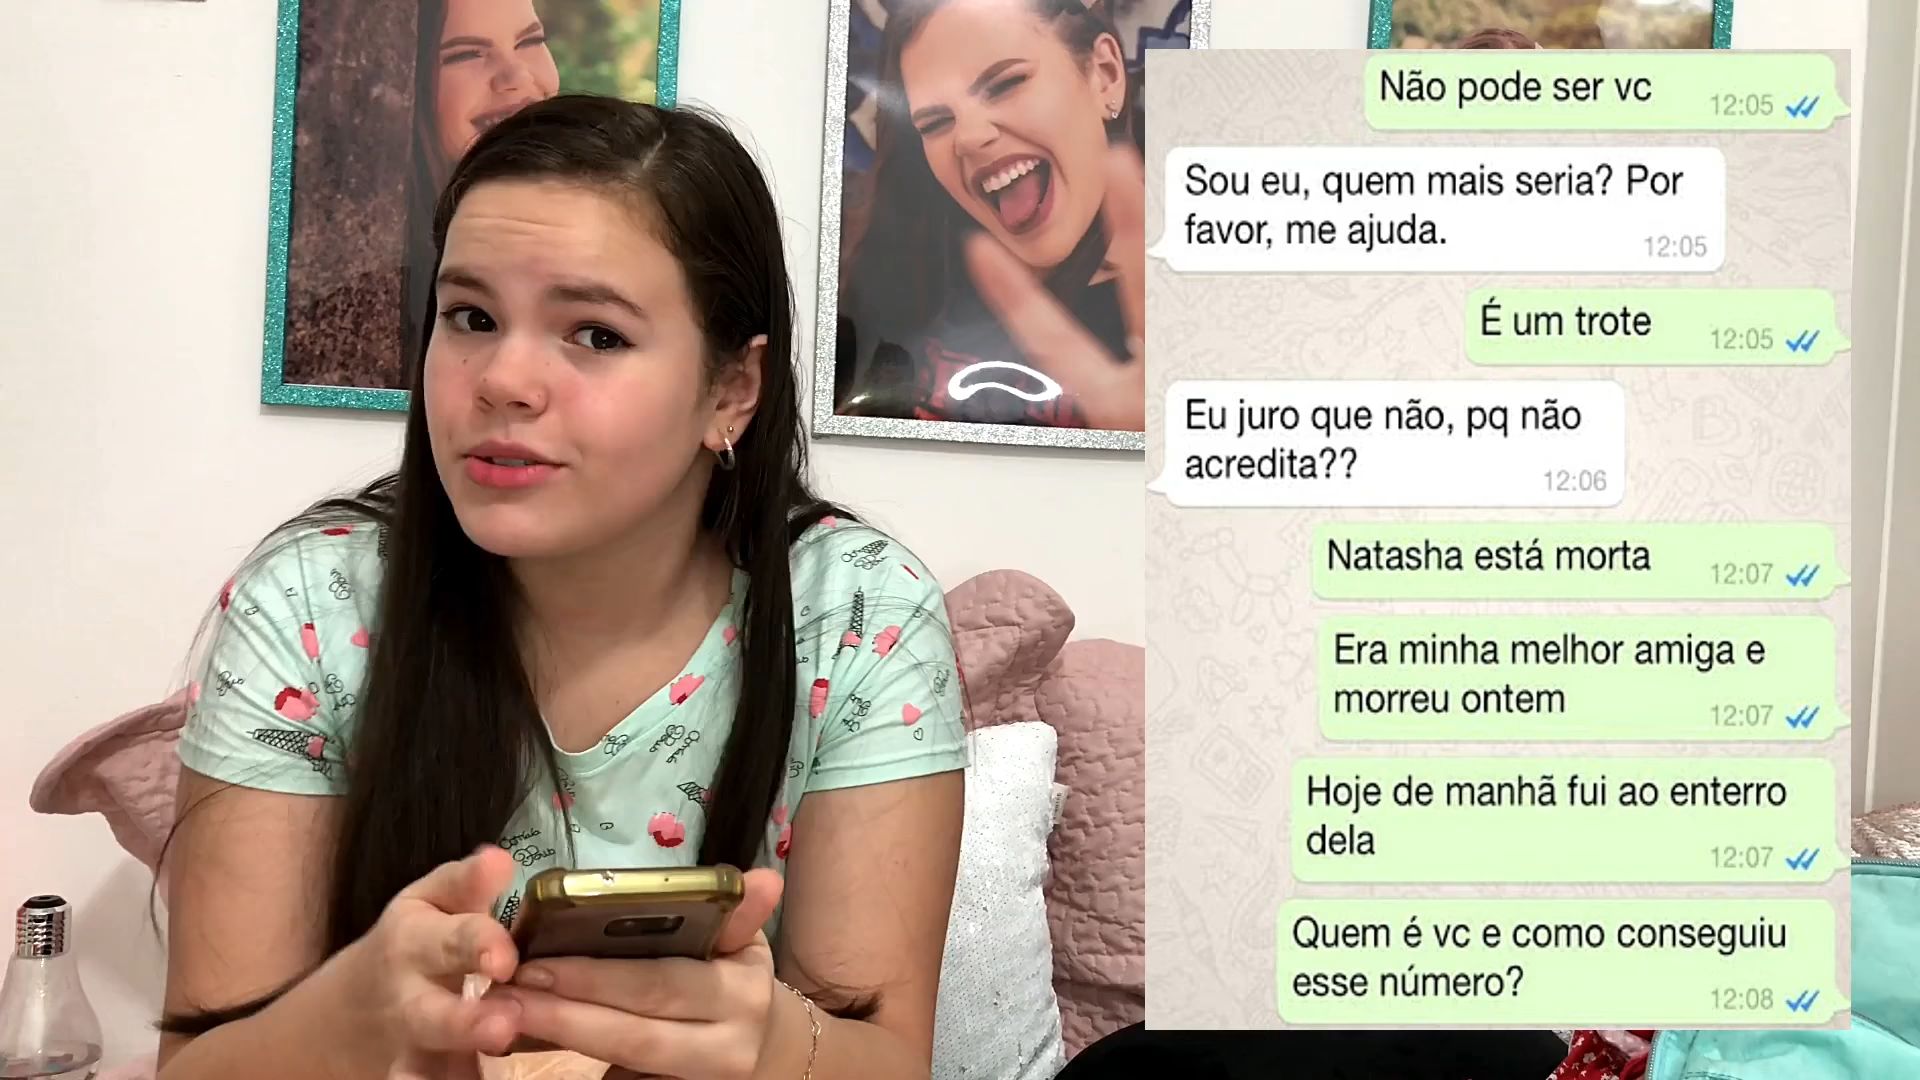 Não pode ser vc
12:05
Sou eu, quem mais seria? Por
favor, me ajuda.
12:05
É um trote
12:05
Eu juro que não, pq não
acredita??
12:06
Natasha está morta
12:07
Era minha melhor amiga e
morreu ontem
12:07
Hoje de manhã fui ao enterro
dela
12:07
Quem é vc e como conseguiu
esse número?
12:08